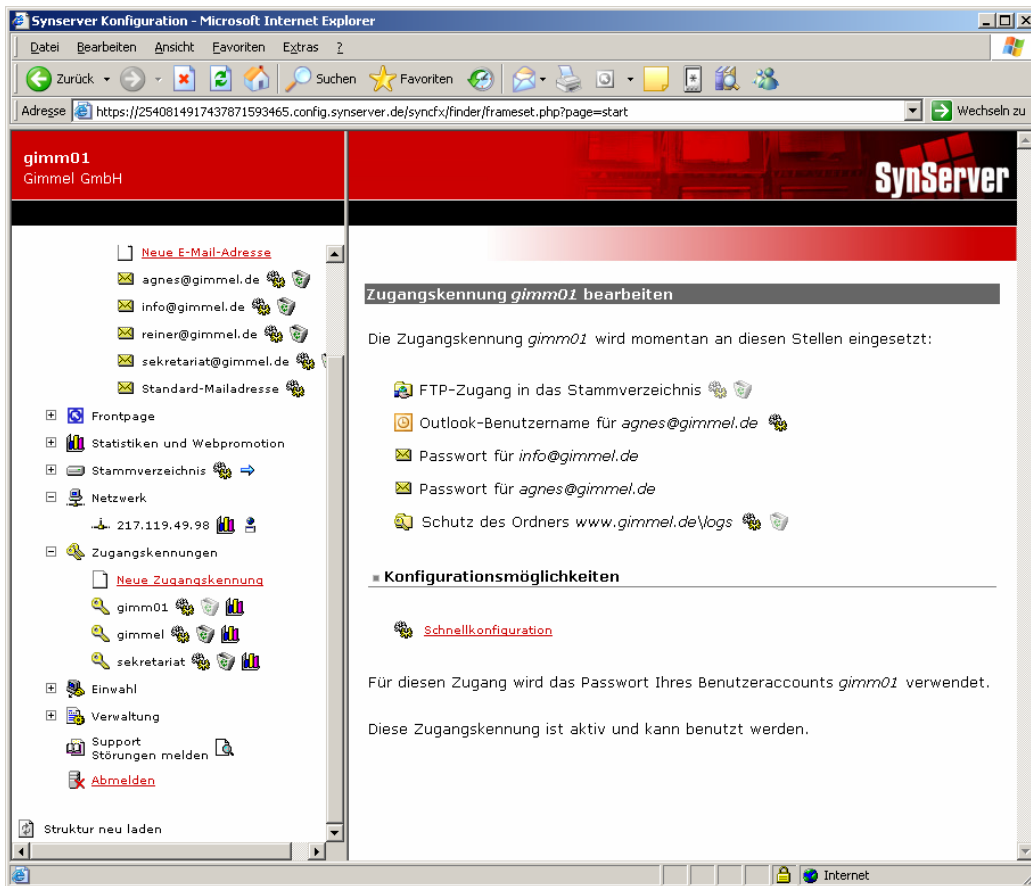 Synserver Konfiguration - Microsoft Internet Explorer
Datei Bearbeiten Ansicht Favoriten Extras ?
Zurück Suchen Favoriten
Adresse https://2540814917437871593465.config.synserver.de/syncfx/finder/frameset.php?page=start Wechseln zu
gimm01
Gimmel GmbH
SynServer
Neue E-Mail-Adresse
agnes@gimmel.de
info@gimmel.de
reiner@gimmel.de
sekretariat@gimmel.de
Standard-Mailadresse
Frontpage
Statistiken und Webpromotion
Stammverzeichnis
Netzwerk
217.119.49.98
Zugangskennungen
Neue Zugangskennung
gimm01
gimmel
sekretariat
Einwahl
Verwaltung
Support
Störungen melden
Abmelden
Struktur neu laden
Zugangskennung gimm01 bearbeiten
Die Zugangskennung gimm01 wird momentan an diesen Stellen eingesetzt:
FTP-Zugang in das Stammverzeichnis
Outlook-Benutzername für agnes@gimmel.de
Passwort für info@gimmel.de
Passwort für agnes@gimmel.de
Schutz des Ordners www.gimmel.de\logs
Konfigurationsmöglichkeiten
Schnellkonfiguration
Für diesen Zugang wird das Passwort Ihres Benutzeraccounts gimm01 verwendet.
Diese Zugangskennung ist aktiv und kann benutzt werden.
Internet